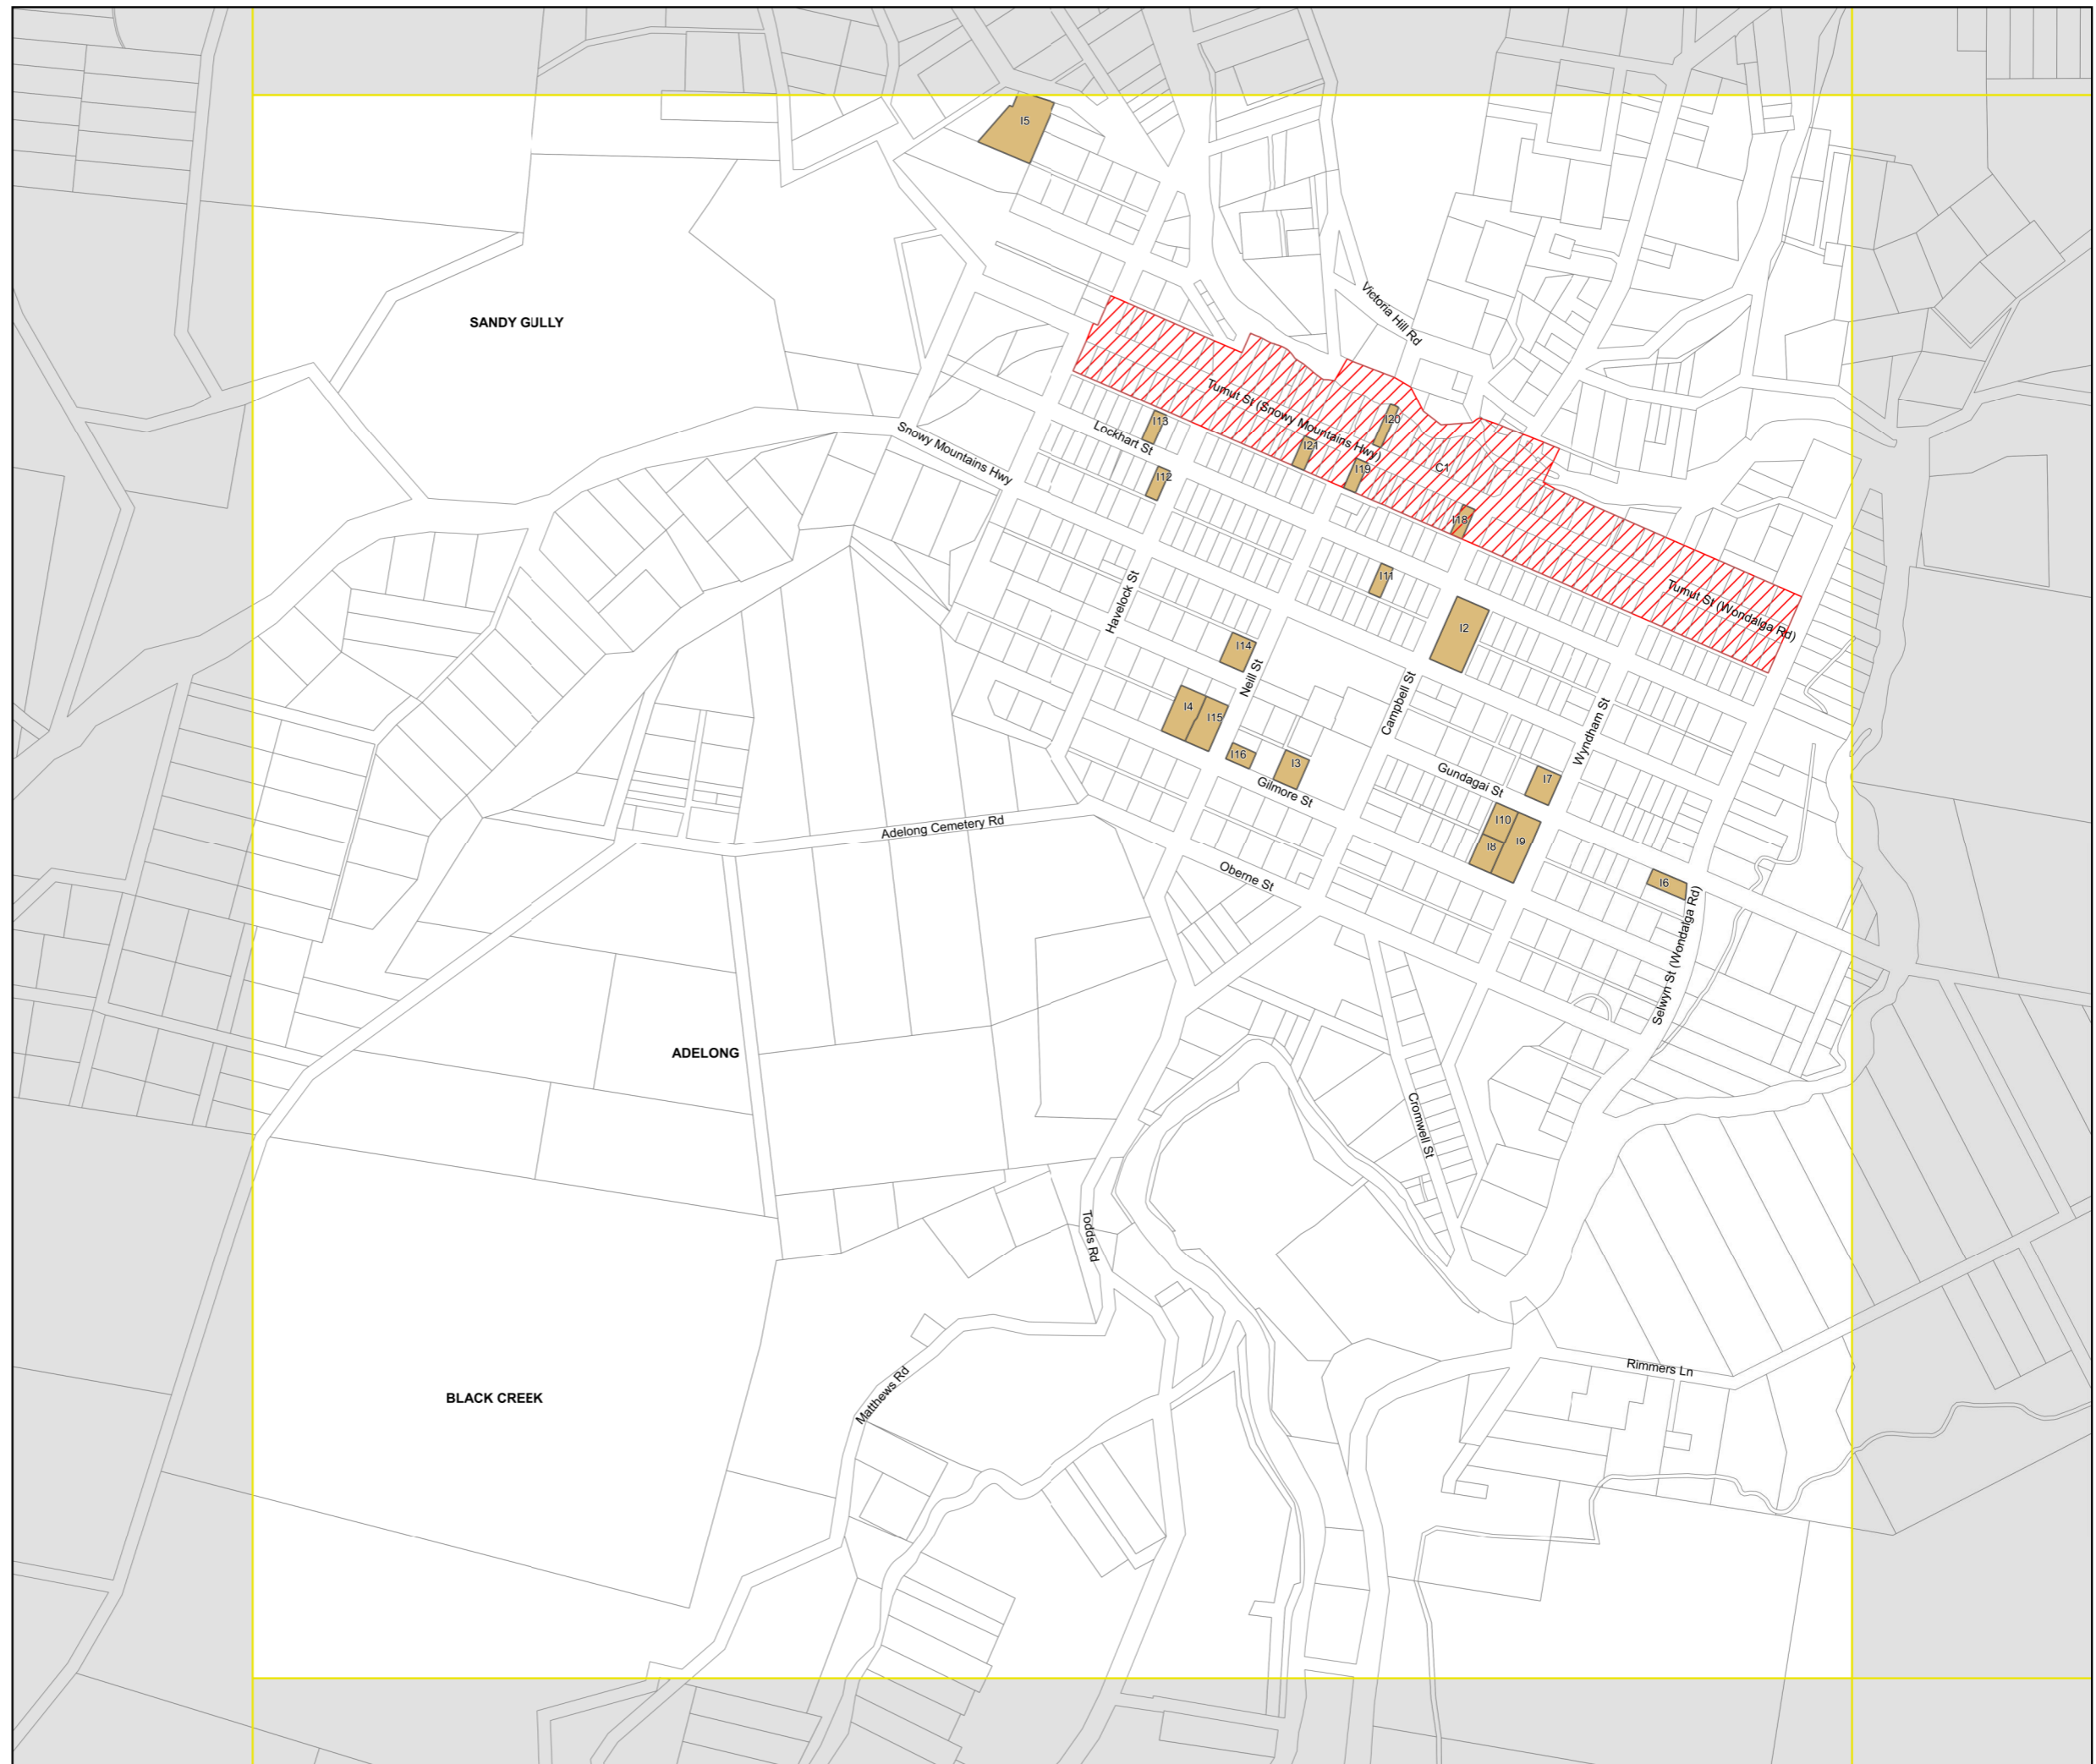 I5
Victoria Hill Rd
SANDY GULLY
Tumut St (Snowy Mountains Hwy)
I20
I13
Lockhart St
I21
Snowy Mountains Hwy
I19
C1
I12
I18
I11
Tumut St (Wondalga Rd)
Havelock St
I2
I14
Neill St
Campbell St
I4
I15
Wyndham St
I16
I3
Gundagai St
I7
Gilmore St
Adelong Cemetery Rd
I10
I9
I8
Oberne St
I6
Selwyn St (Wondalga Rd)
ADELONG
Cromwell St
Todds Rd
Rimmers Ln
Matthews Rd
BLACK CREEK